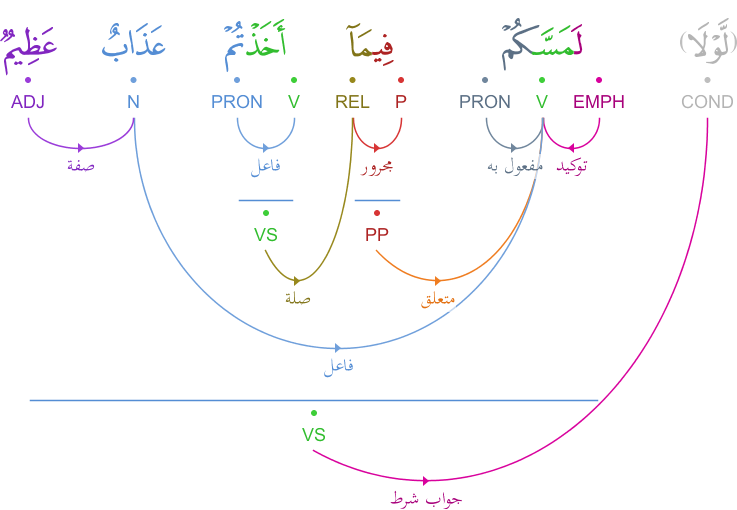 (لَّوْلَا) لَمَسَّكُمْ فِيمَآ أَخَذْتُمْ عَذَابٌ عَظِيمٌ
COND EMPH V PRON P REL V PRON N ADJ
توكيد مفعول به مجرور فاعل صفة
PP VS
متعلق صلة
فاعل
VS
جواب شرط